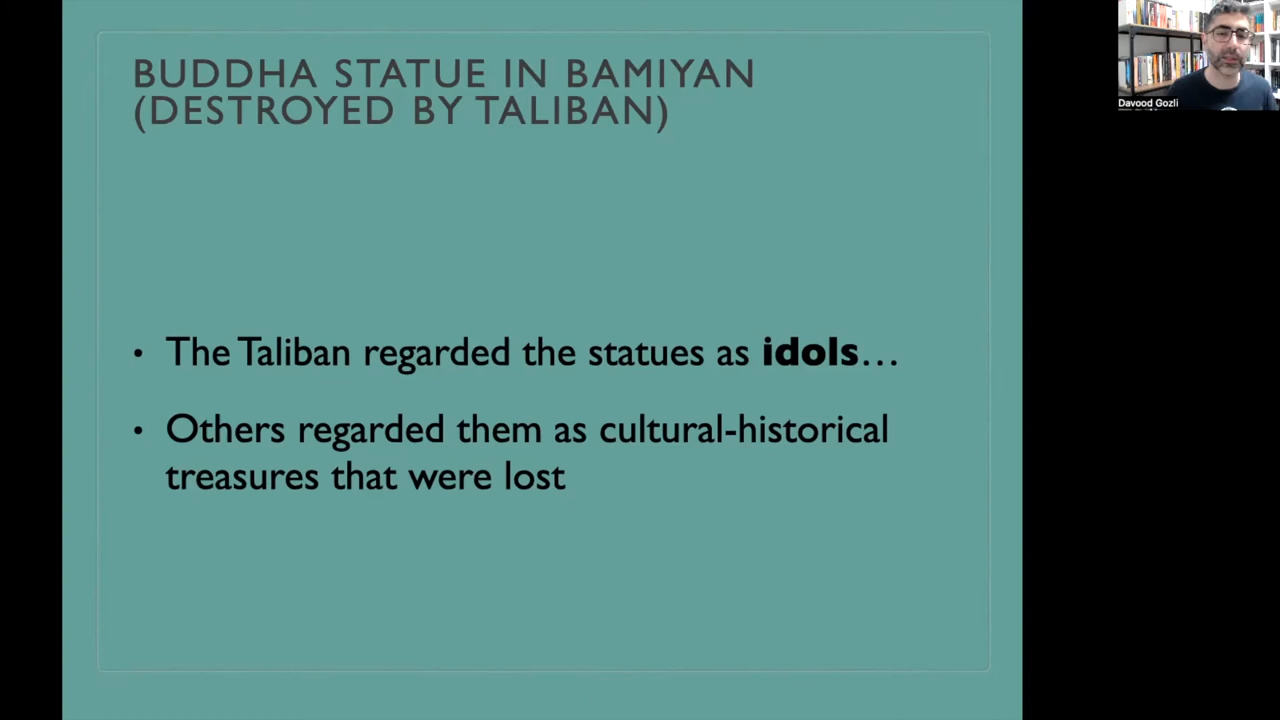 BUDDHA STATUE IN BAMIYAN
(DESTROYED BY TALIBAN)
• The Taliban regarded the statues as idols…
• Others regarded them as cultural-historical
treasures that were lost
Davood Gozli